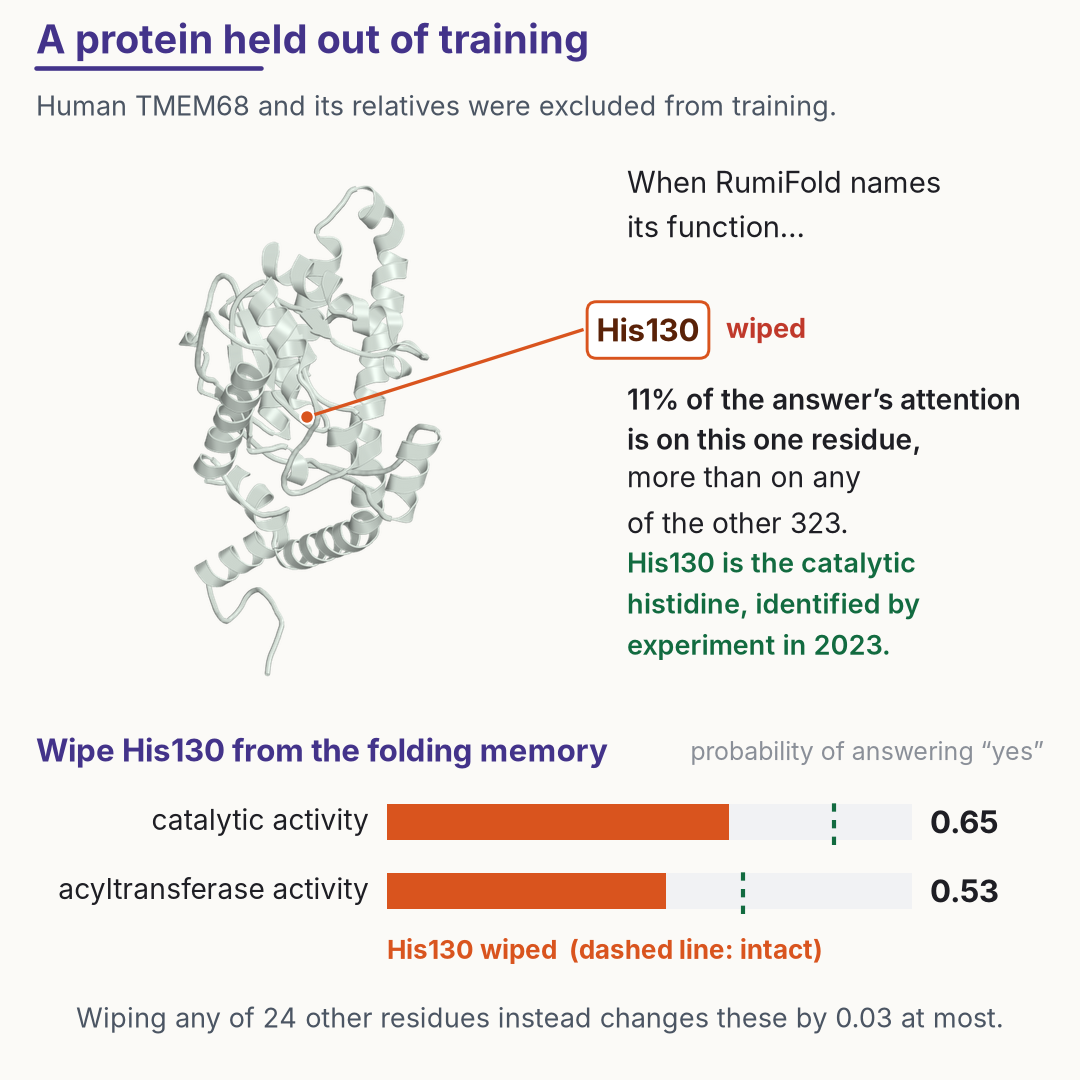 A protein held out of training
Human TMEM68 and its relatives were excluded from training.
When RumiFold names
its function…
His130 wiped
11% of the answer’s attention
is on this one residue,
more than on any
of the other 323.
His130 is the catalytic
histidine, identified by
experiment in 2023.
Wipe His130 from the folding memory
probability of answering “yes”
catalytic activity 0.65
acyltransferase activity 0.53
His130 wiped (dashed line: intact)
Wiping any of 24 other residues instead changes these by 0.03 at most.